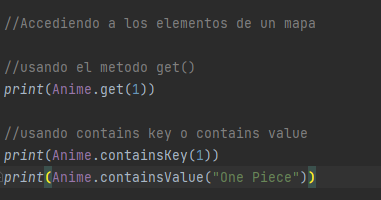 //Accediendo a los elementos de un mapa
//usando el metodo get()
print(Anime.get(1))
//usando contains key o contains value
print(Anime.containsKey(1))
print(Anime.containsValue("One Piece"))